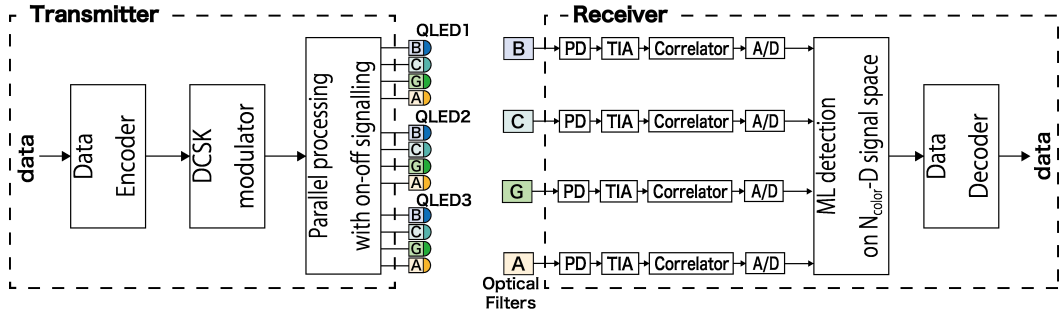 Transmitter
data
Data
Encoder
DCSK
modulator
Parallel processing
with on-off signalling
QLED1
B
C
G
A
QLED2
B
C
G
A
QLED3
B
C
G
A
Receiver
B PD TIA Correlator A/D
C PD TIA Correlator A/D
G PD TIA Correlator A/D
A PD TIA Correlator A/D
Optical
Filters
ML detection
on Ncolor-D signal space
Data
Decoder
data